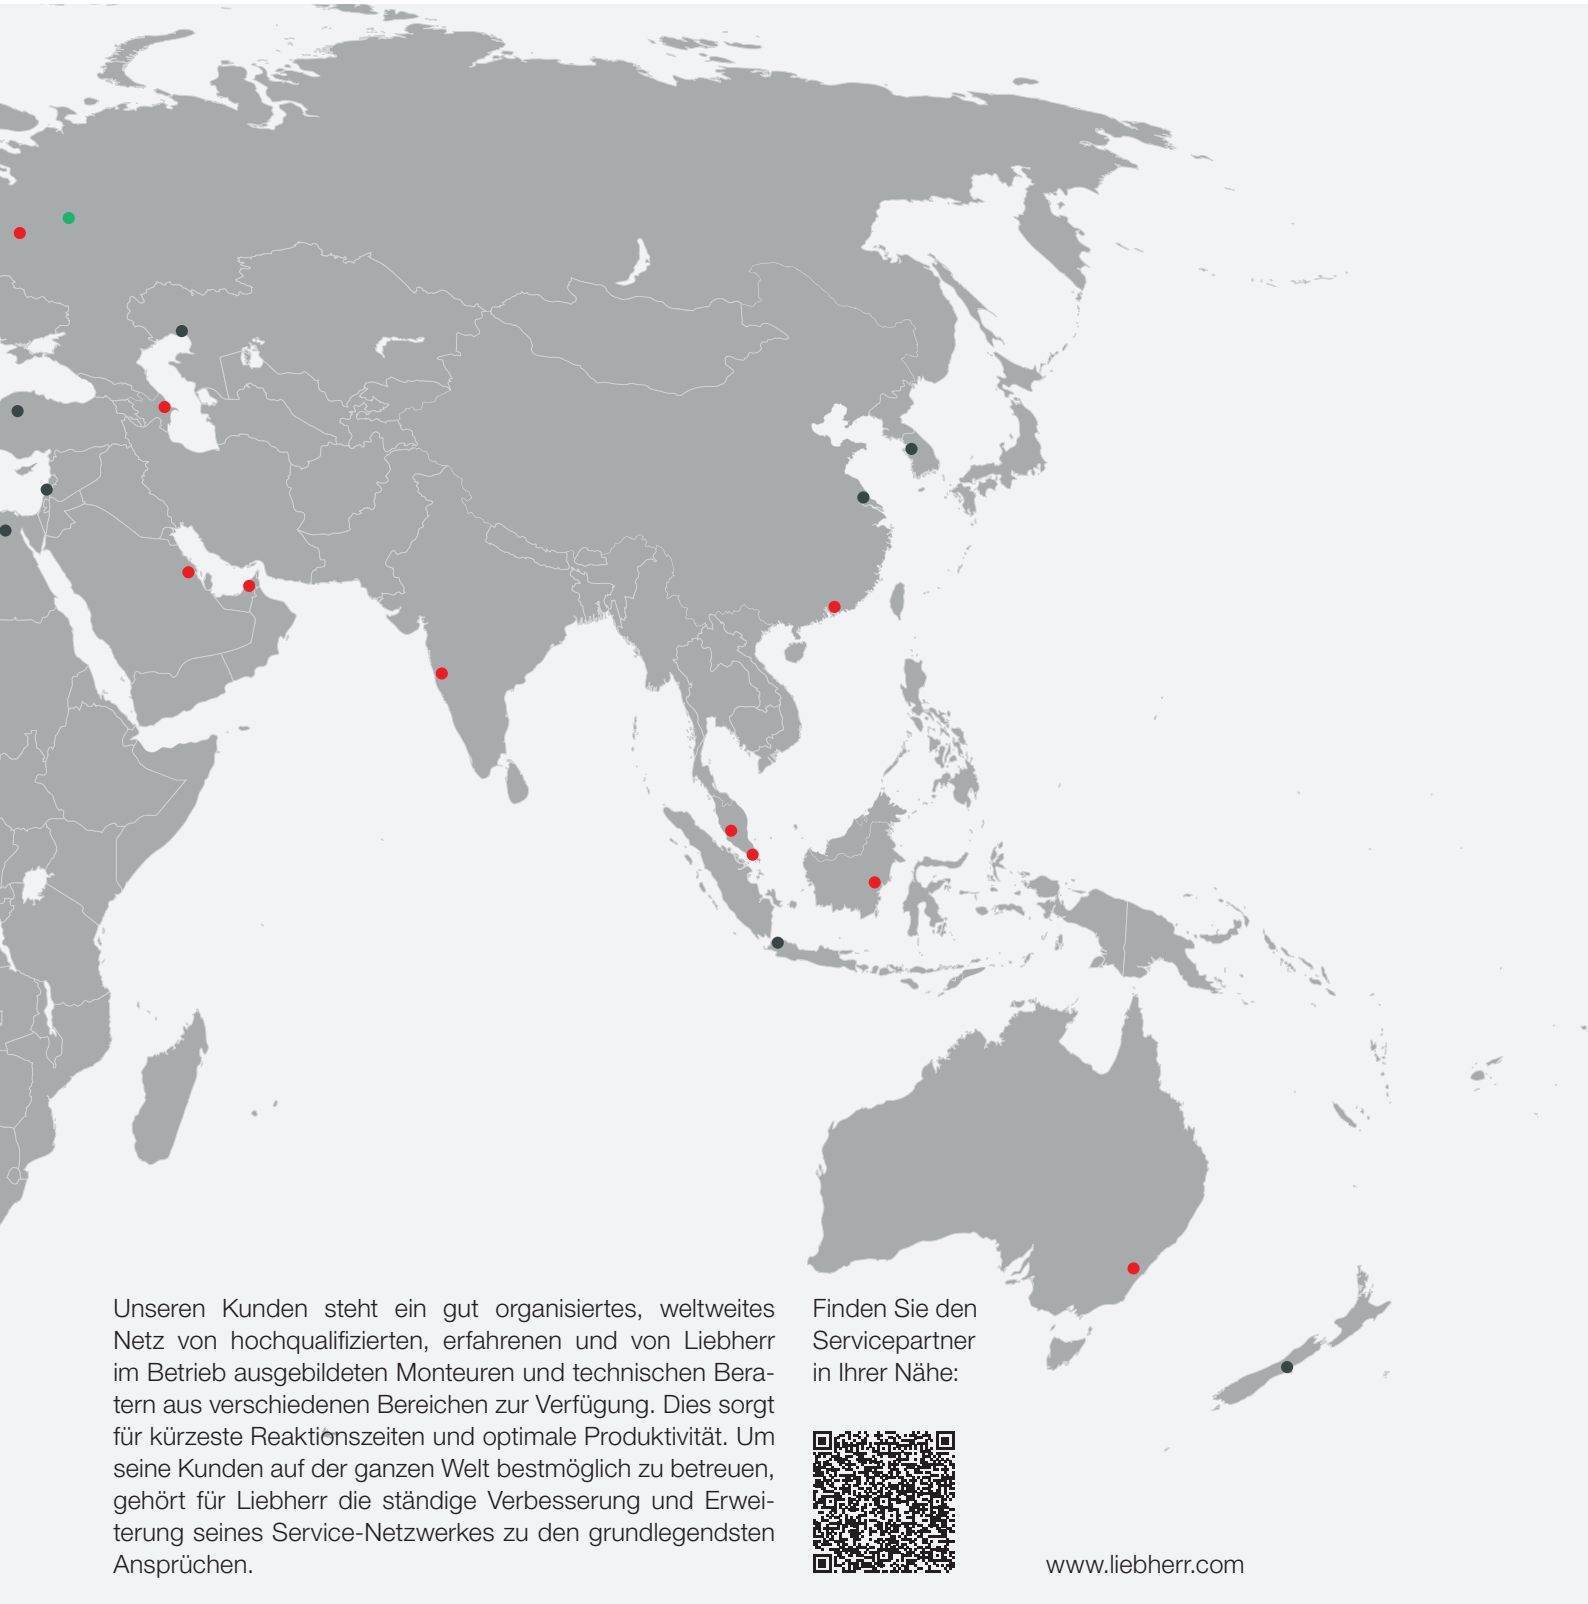 Unseren Kunden steht ein gut organisiertes, weltweites
Netz von hochqualifizierten, erfahrenen und von Liebherr
im Betrieb ausgebildeten Monteuren und technischen Bera-
tern aus verschiedenen Bereichen zur Verfügung. Dies sorgt
für kürzeste Reaktionszeiten und optimale Produktivität. Um
seine Kunden auf der ganzen Welt bestmöglich zu betreuen,
gehört für Liebherr die ständige Verbesserung und Erwei-
terung seines Service-Netzwerkes zu den grundlegendsten
Ansprüchen.
Finden Sie den
Servicepartner
in Ihrer Nähe:
www.liebherr.com